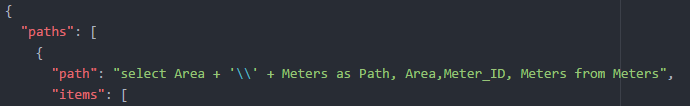 {
"paths": [
{
"path": "select Area + '\\' + Meters as Path, Area,Meter_ID, Meters from Meters",
"items": [